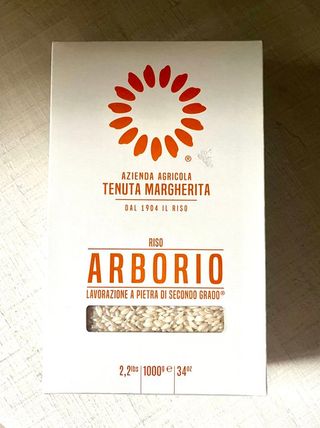 ®
AZIENDA AGRICOLA
TENUTA MARGHERITA
DAL 1904 IL RISO
RISO
ARBORIO
LAVORAZIONE A PIETRA DI SECONDO GRADO®
2,2lbs | 1000g e | 34oz